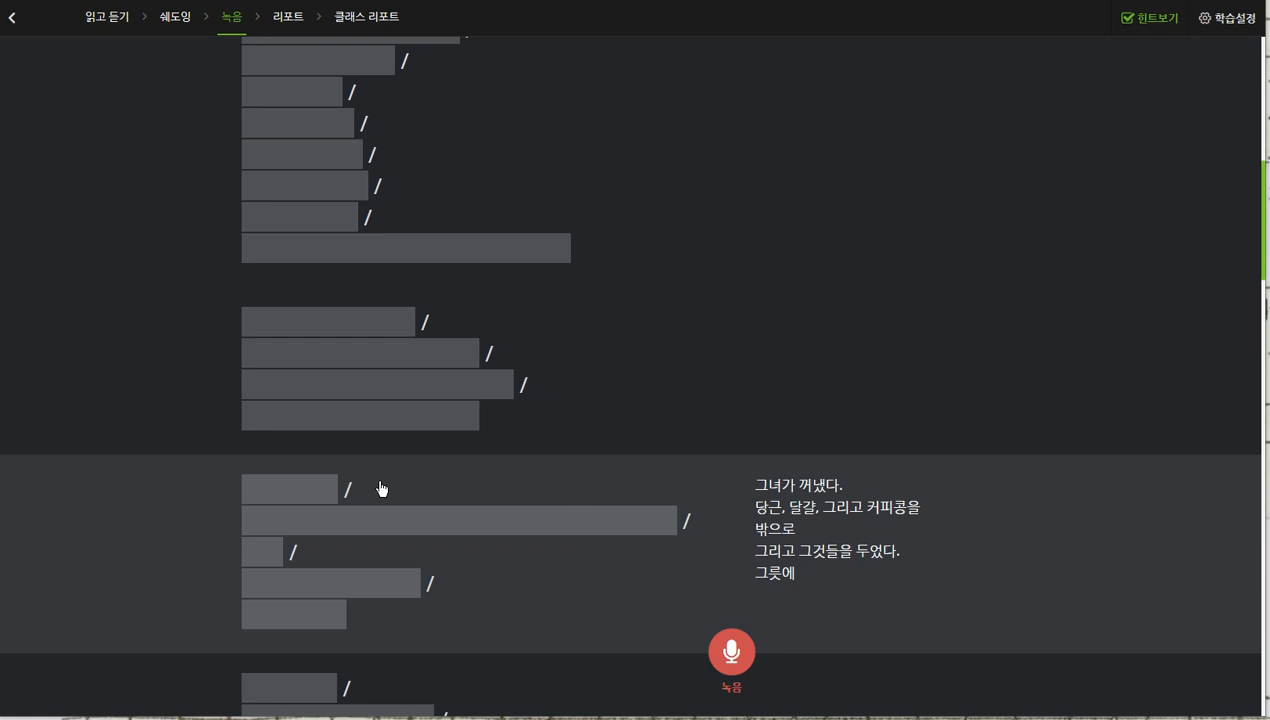 읽고 듣기 > 쉐도잉 > 녹음 > 리포트 > 클래스 리포트
힌트보기
학습설정
/
/
/
/
/
/
/
/
/
/
/
그녀가 꺼냈다.
/
당근, 달걀, 그리고 커피콩을
밖으로
/
그리고 그것들을 두었다.
/
그릇에
녹음
/